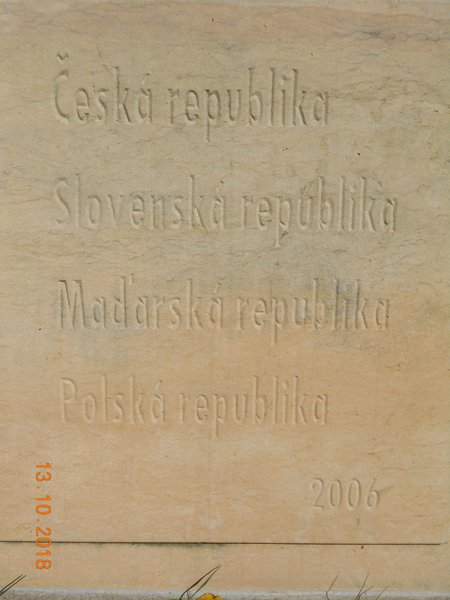 Česká republika
Slovenská republika
Maďarská republika
Polská republika
2006
13.10.2018